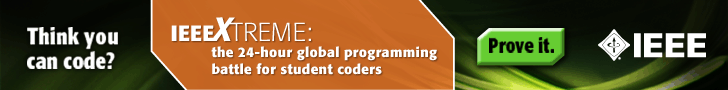 Think you
can code?
IEEEXTREME:
the 24-hour global programming
battle for student coders
Prove it.
IEEE